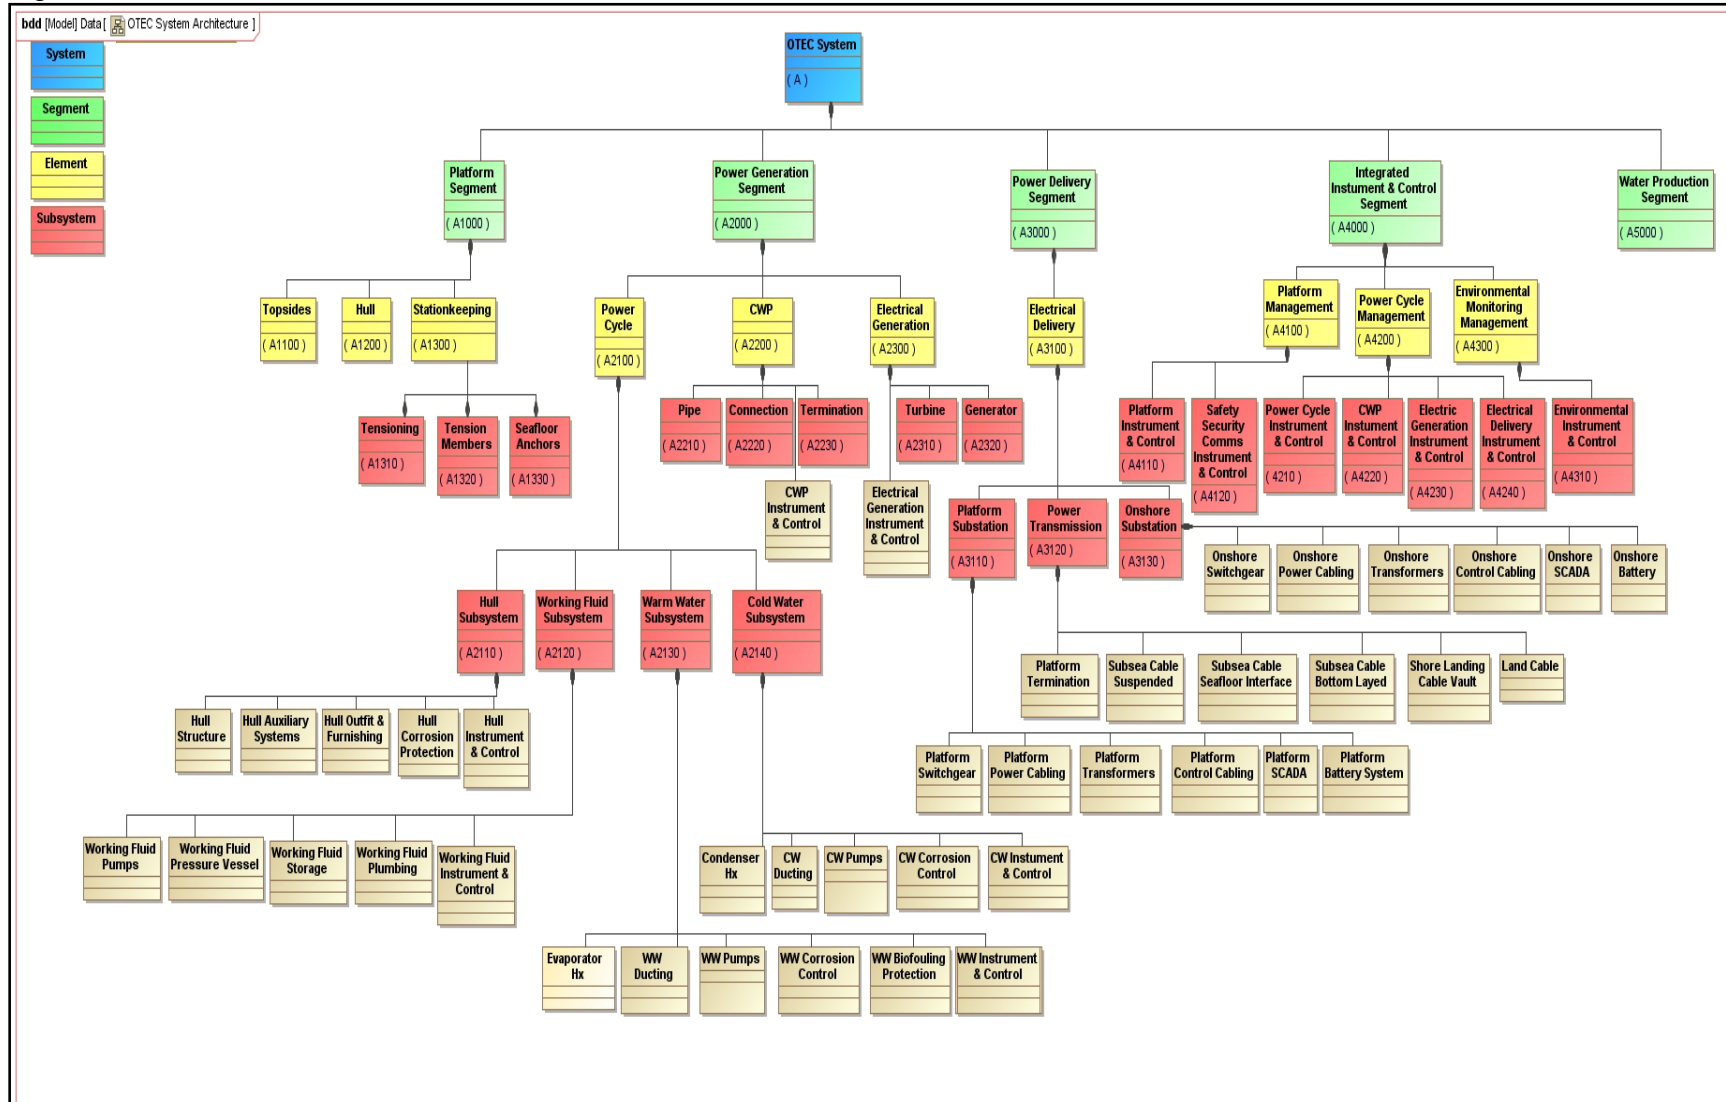 bdd [Model] Data [ OTEC System Architecture ]
System
Segment
Element
Subsystem
OTEC System
( A )
Platform
Segment
( A1000 )
Power Generation
Segment
( A2000 )
Power Delivery
Segment
( A3000 )
Integrated
Instument & Control
Segment
( A4000 )
Water Production
Segment
( A5000 )
Topsides
( A1100 )
Hull
( A1200 )
Stationkeeping
( A1300 )
Power
Cycle
( A2100 )
CWP
( A2200 )
Electrical
Generation
( A2300 )
Electrical
Delivery
( A3100 )
Platform
Management
( A4100 )
Power Cycle
Management
( A4200 )
Environmental
Monitoring
Management
( A4300 )
Tensioning
( A1310 )
Tension
Members
( A1320 )
Seafloor
Anchors
( A1330 )
Pipe
( A2210 )
Connection
( A2220 )
Termination
( A2230 )
Turbine
( A2310 )
Generator
( A2320 )
Platform
Instrument
& Control
( A4110 )
Safety
Security
Comms
Instrument
& Control
( A4120 )
Power Cycle
Instrument
& Control
( 4210 )
CWP
Instument
& Control
( A4220 )
Electric
Generation
Instrument
& Control
( A4230 )
Electrical
Delivery
Instrument
& Control
( A4240 )
Environmental
Instrument
& Control
( A4310 )
CWP
Instrument
& Control
Electrical
Generation
Instrument
& Control
Platform
Substation
( A3110 )
Power
Transmission
( A3120 )
Onshore
Substation
( A3130 )
Onshore
Switchgear
Onshore
Power Cabling
Onshore
Transformers
Onshore
Control Cabling
Onshore
SCADA
Onshore
Battery
Hull
Subsystem
( A2110 )
Working Fluid
Subsystem
( A2120 )
Warm Water
Subsystem
( A2130 )
Cold Water
Subsystem
( A2140 )
Platform
Termination
Subsea Cable
Suspended
Subsea Cable
Seafloor Interface
Subsea Cable
Bottom Layed
Shore Landing
Cable Vault
Land Cable
Hull
Structure
Hull Auxiliary
Systems
Hull Outfit &
Furnishing
Hull
Corrosion
Protection
Hull
Instrument
& Control
Platform
Switchgear
Platform
Power Cabling
Platform
Transformers
Platform
Control Cabling
Platform
SCADA
Platform
Battery System
Working Fluid
Pumps
Working Fluid
Pressure Vessel
Working Fluid
Storage
Working Fluid
Plumbing
Working Fluid
Instrument &
Control
Condenser
Hx
CW
Ducting
CW Pumps
CW Corrosion
Control
CW Instument
& Control
Evaporator
Hx
WW
Ducting
WW Pumps
WW Corrosion
Control
WW Biofouling
Protection
WW Instrument
& Control